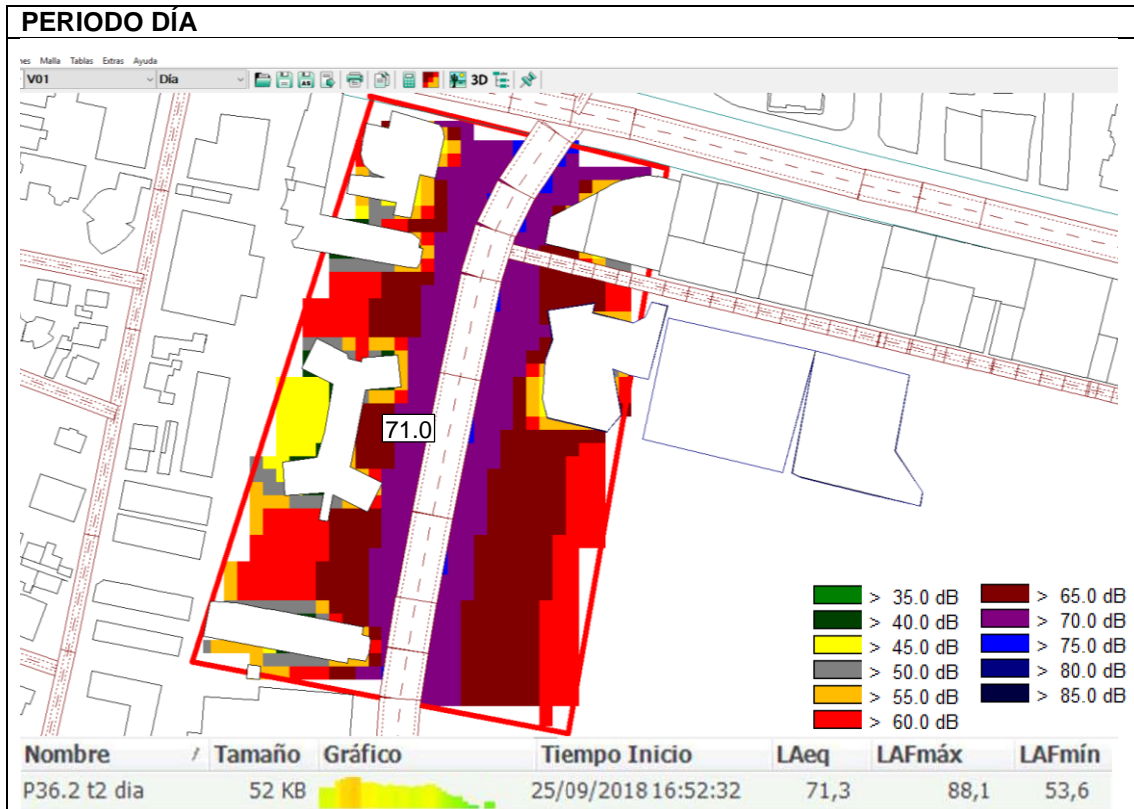 PERIODO DÍA
nes Malla Tablas Extras Ayuda
V01 Día 3D
71.0
> 35.0 dB > 65.0 dB
> 40.0 dB > 70.0 dB
> 45.0 dB > 75.0 dB
> 50.0 dB > 80.0 dB
> 55.0 dB > 85.0 dB
> 60.0 dB
Nombre / Tamaño Gráfico Tiempo Inicio LAeq LAFmáx LAFmín
P36.2 t2 dia 52 KB 25/09/2018 16:52:32 71,3 88,1 53,6